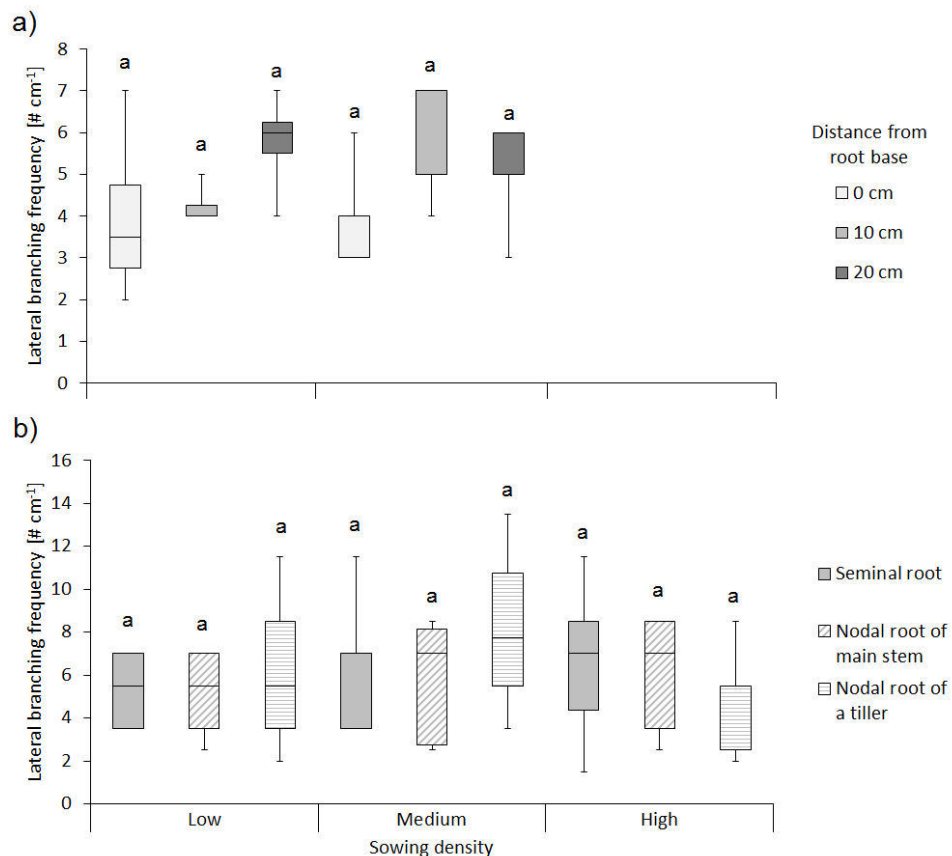 a)
Lateral branching frequency [# cm⁻¹]
8
7
6
5
4
3
2
1
0
a
a
a
a
a
a
Distance from
root base
0 cm
10 cm
20 cm
b)
Lateral branching frequency [# cm⁻¹]
16
14
12
10
8
6
4
2
0
a
a
a
a
a
a
a
a
a
Seminal root
Nodal root of
main stem
Nodal root of
a tiller
Low Medium High
Sowing density